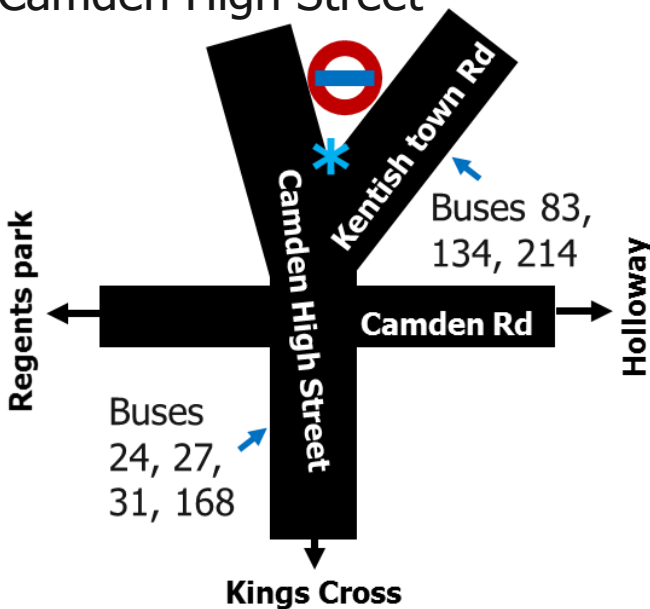 Camden High Street
Kentish town Rd
Camden High Street
Buses 83,
134, 214
Regents park
Holloway
Camden Rd
Buses
24, 27,
31, 168
Kings Cross